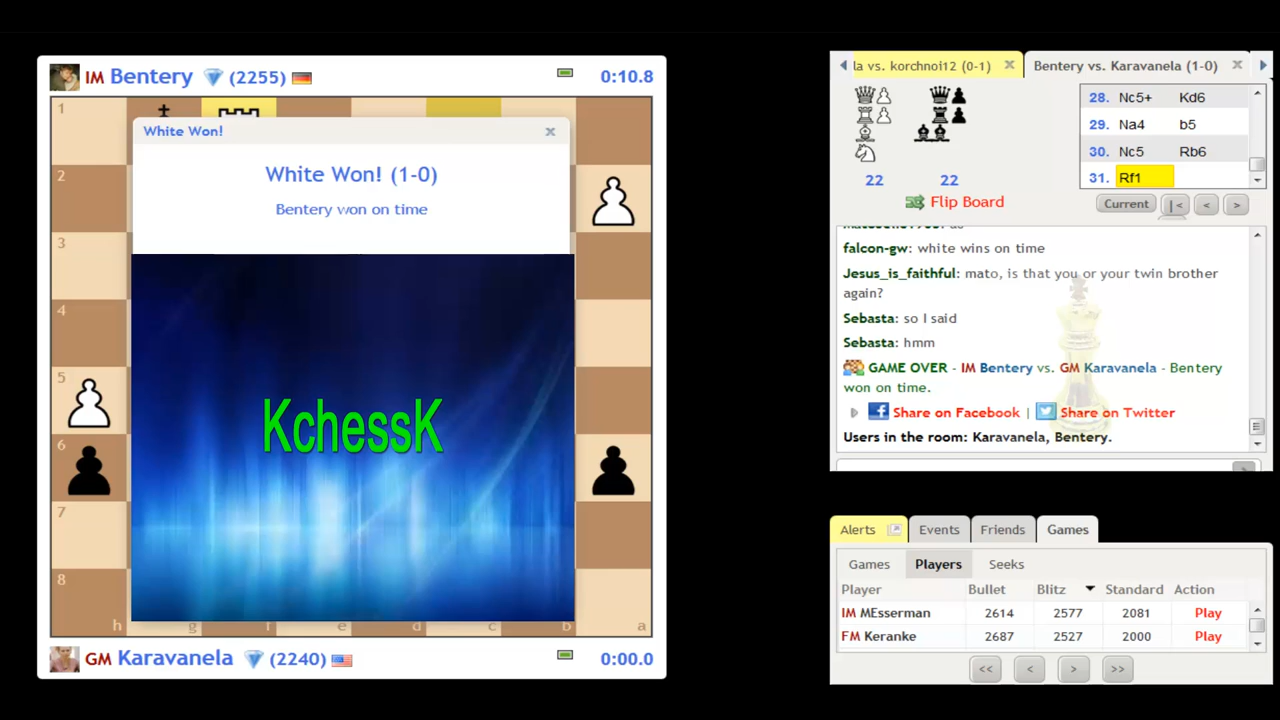 IM Bentery (2255) 0:10.8
White Won!
White Won! (1-0)
Bentery won on time
KchessK
1
2
3
4
5
6
7
8
h g f e d c b a
GM Karavanela (2240) 0:00.0
la vs. korchnoi12 (0-1) Bentery vs. Karavanela (1-0)
22 22
Flip Board
28. Nc5+ Kd6
29. Na4 b5
30. Nc5 Rb6
31. Rf1
Current |< < >
falcon-gw: white wins on time
Jesus_is_faithful: mato, is that you or your twin brother
again?
Sebasta: so I said
Sebasta: hmm
GAME OVER - IM Bentery vs. GM Karavanela - Bentery
won on time.
Share on Facebook | Share on Twitter
Users in the room: Karavanela, Bentery.
Alerts Events Friends Games
Games Players Seeks
Player Bullet Blitz Standard Action
IM MEsserman 2614 2577 2081 Play
FM Keranke 2687 2527 2000 Play
<< < > >>